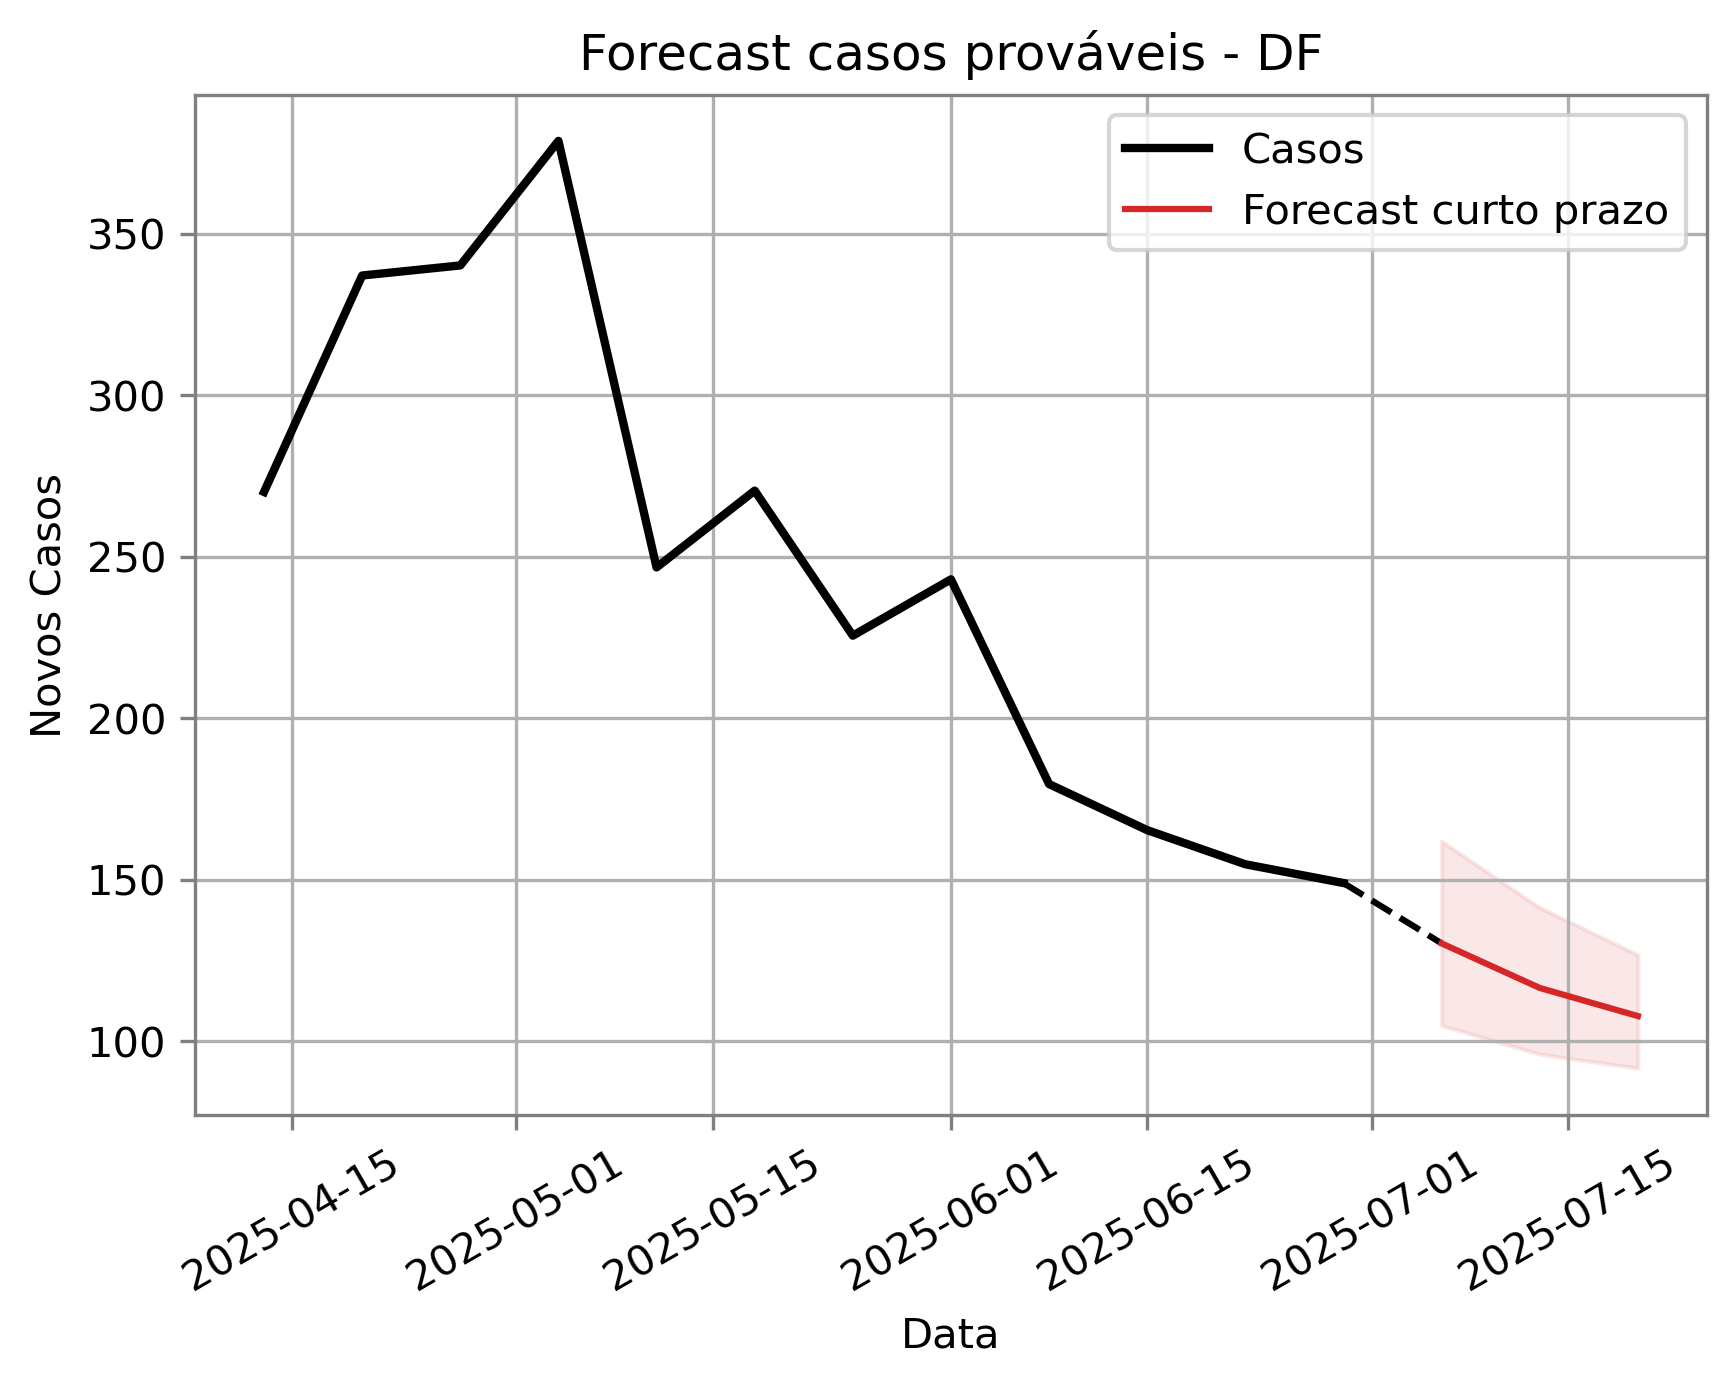 Forecast casos prováveis - DF
Casos
Forecast curto prazo
Novos Casos
350
300
250
200
150
100
2025-04-15
2025-05-01
2025-05-15
2025-06-01
2025-06-15
2025-07-01
2025-07-15
Data